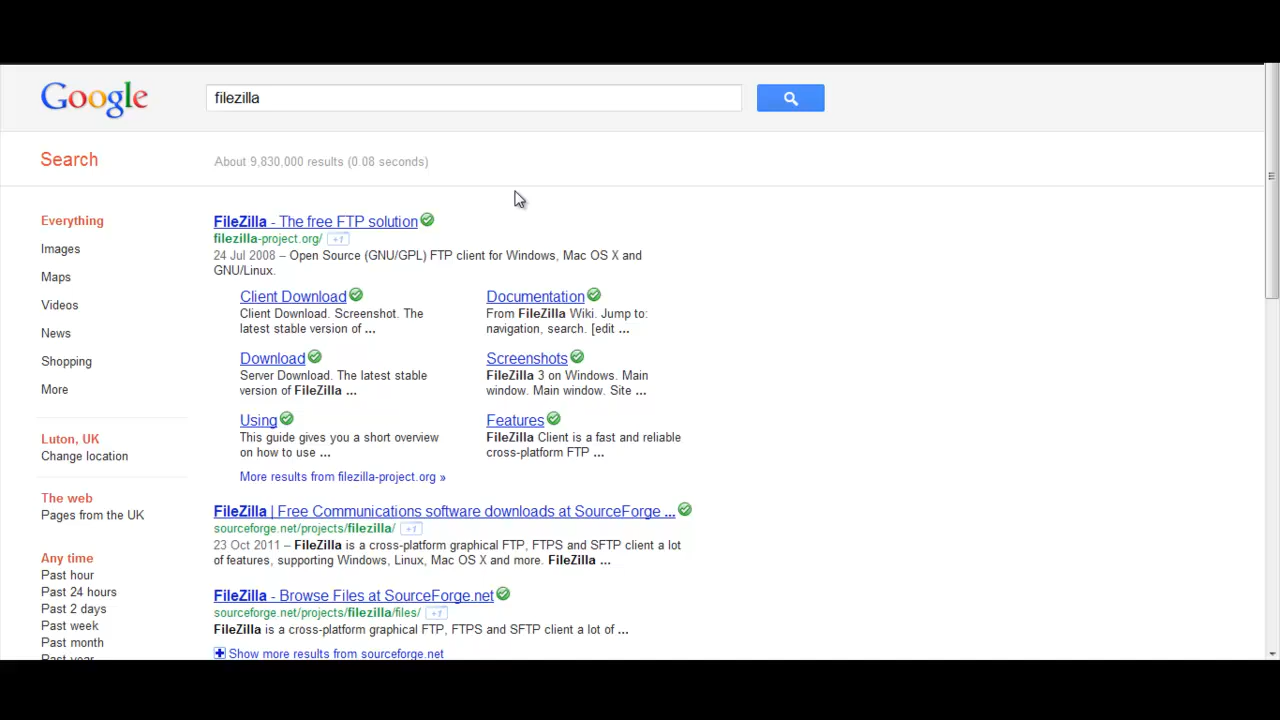 Google
filezilla
Search
About 9,830,000 results (0.08 seconds)
Everything
Images
Maps
Videos
News
Shopping
More
Luton, UK
Change location
The web
Pages from the UK
Any time
Past hour
Past 24 hours
Past 2 days
Past week
Past month
Past year
FileZilla - The free FTP solution
filezilla-project.org/ +1
24 Jul 2008 – Open Source (GNU/GPL) FTP client for Windows, Mac OS X and
GNU/Linux.
Client Download
Client Download. Screenshot. The
latest stable version of ...
Documentation
From FileZilla Wiki. Jump to:
navigation, search. [edit ...
Download
Server Download. The latest stable
version of FileZilla ...
Screenshots
FileZilla 3 on Windows. Main
window. Main window. Site ...
Using
This guide gives you a short overview
on how to use ...
Features
FileZilla Client is a fast and reliable
cross-platform FTP ...
More results from filezilla-project.org »
FileZilla | Free Communications software downloads at SourceForge ...
sourceforge.net/projects/filezilla/ +1
23 Oct 2011 – FileZilla is a cross-platform graphical FTP, FTPS and SFTP client a lot
of features, supporting Windows, Linux, Mac OS X and more. FileZilla ...
FileZilla - Browse Files at SourceForge.net
sourceforge.net/projects/filezilla/files/ +1
FileZilla is a cross-platform graphical FTP, FTPS and SFTP client a lot of ...
Show more results from sourceforge.net